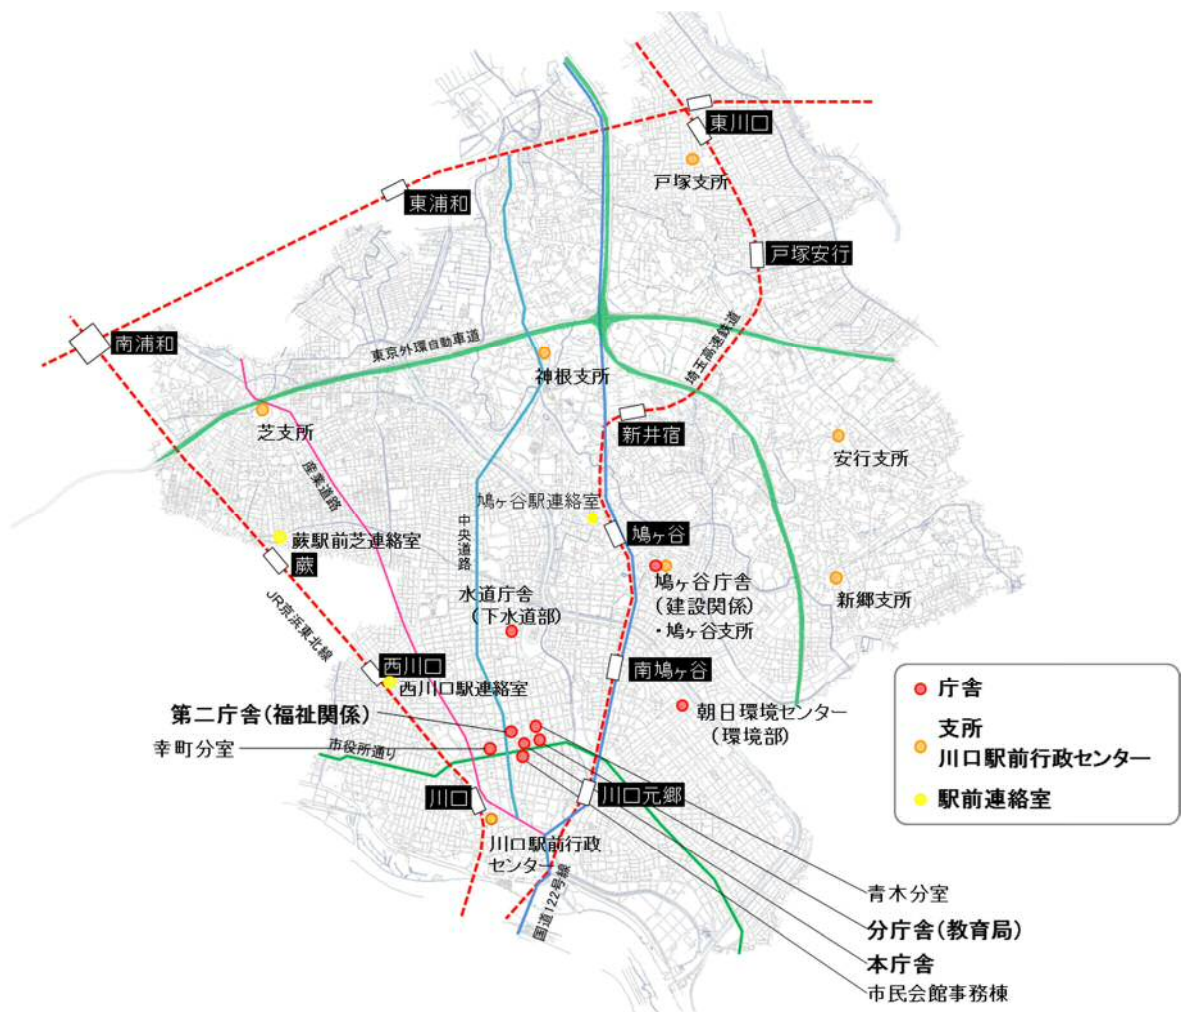 東川口
戸塚支所
東浦和
戸塚安行
南浦和
東京外環自動車道
埼玉高速鉄道
神根支所
芝支所
新井宿
安行支所
産業道路
鳩ヶ谷駅連絡室
中央道路
鳩ヶ谷
蕨駅前芝連絡室
蕨
鳩ヶ谷庁舎
(建設関係)
・鳩ヶ谷支所
新郷支所
水道庁舎
(下水道部)
JR京浜東北線
西川口
西川口駅連絡室
南鳩ヶ谷
朝日環境センター
(環境部)
第二庁舎(福祉関係)
幸町分室
市役所通り
川口
川口元郷
川口駅前行政
センター
国道122号線
庁舎
支所
川口駅前行政センター
駅前連絡室
青木分室
分庁舎(教育局)
本庁舎
市民会館事務棟